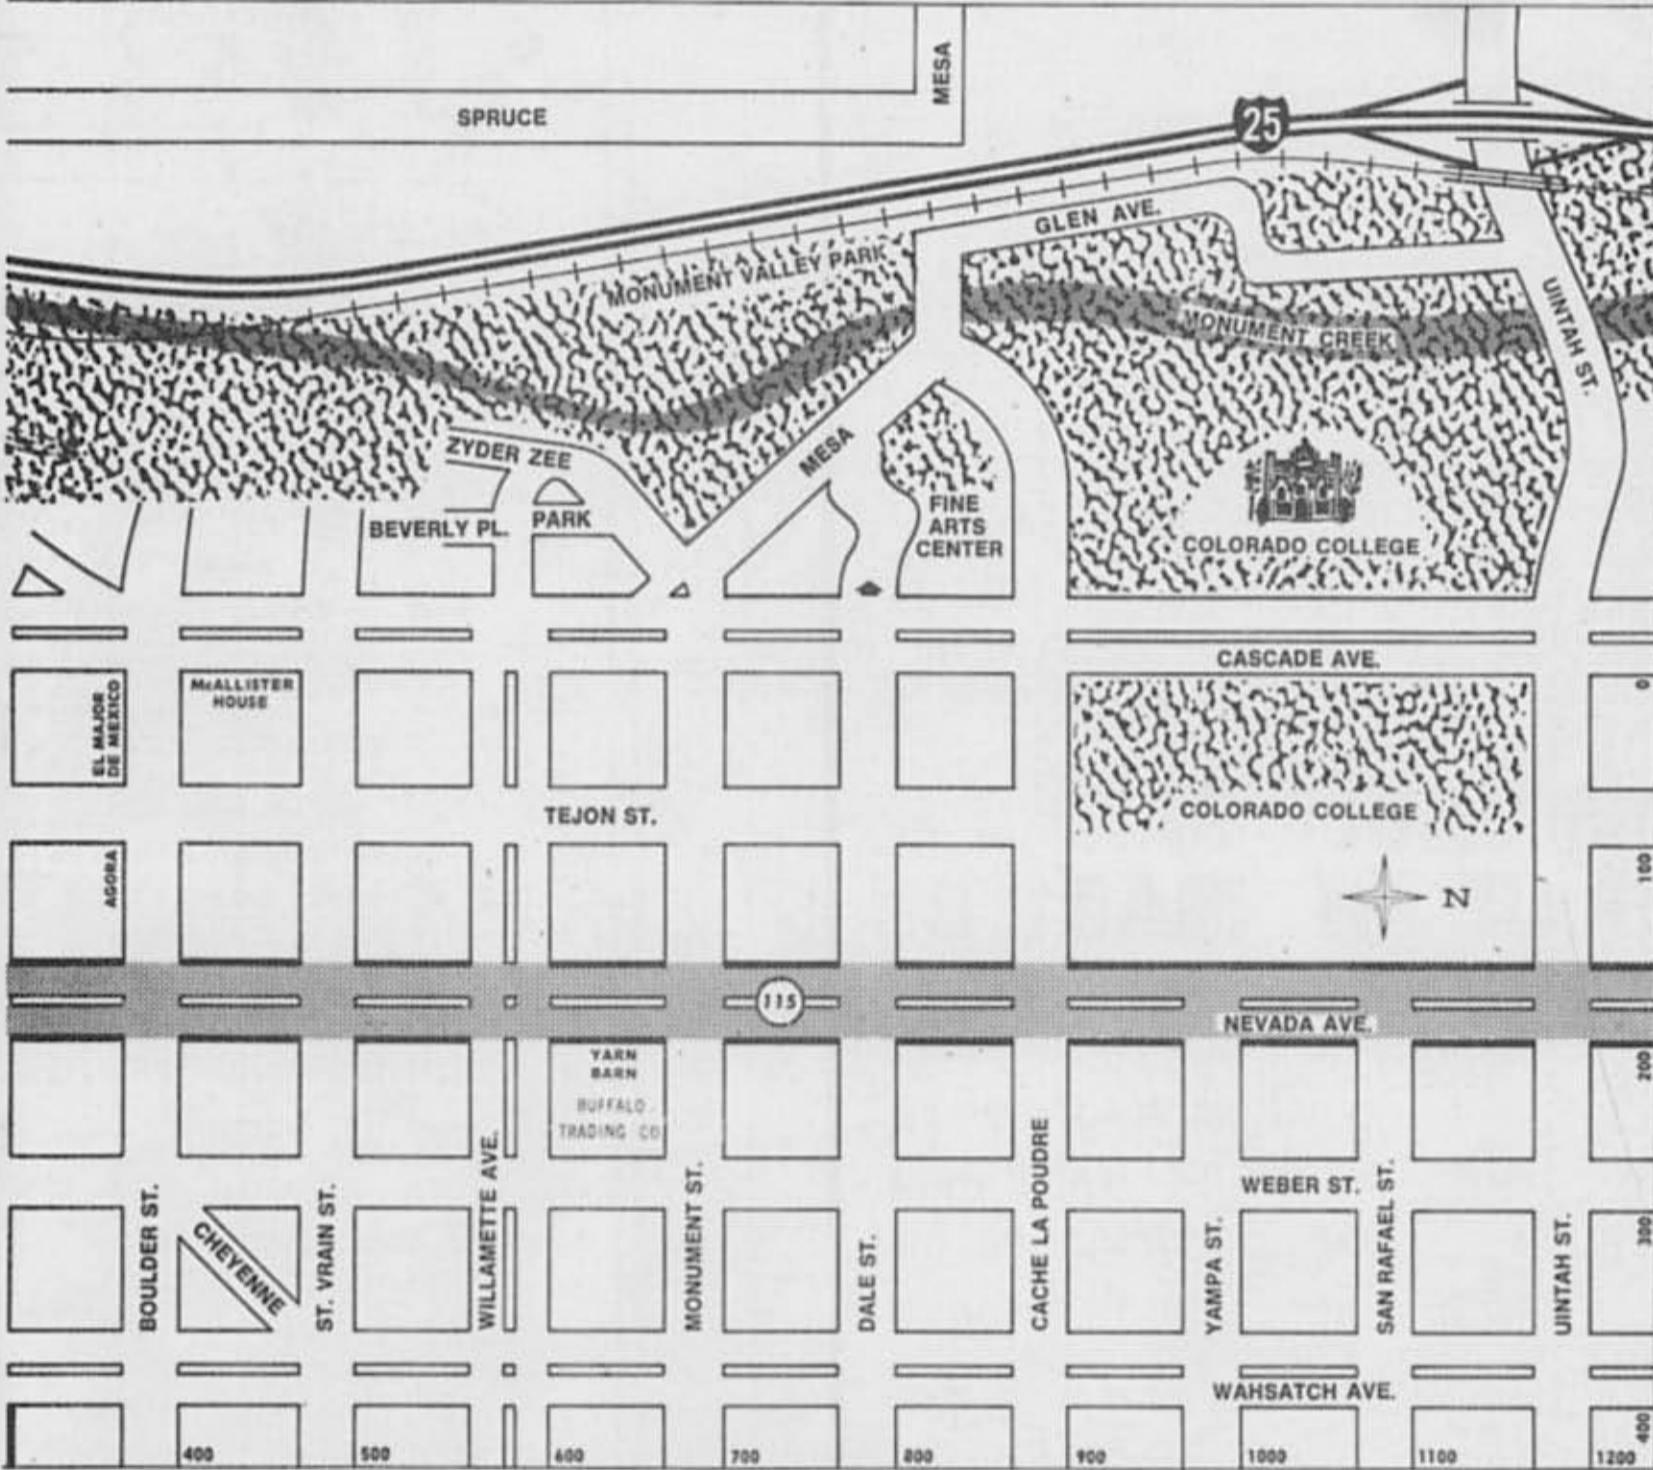 MESA
SPRUCE
25
GLEN AVE.
MONUMENT VALLEY PARK
MONUMENT CREEK
UINTAH ST.
ZYDER ZEE
MESA
BEVERLY PL.
PARK
FINE
ARTS
CENTER
COLORADO COLLEGE
CASCADE AVE.
0
EL MAJOR
DE MEXICO
McALLISTER
HOUSE
TEJON ST.
COLORADO COLLEGE
AGORA
100
N
115
NEVADA AVE.
YARN
BARN
BUFFALO
TRADING CO
200
WEBER ST.
BOULDER ST.
CHEYENNE
ST. VRAIN ST.
WILLAMETTE AVE.
MONUMENT ST.
DALE ST.
CACHE LA POUDRE
YAMPA ST.
SAN RAFAEL ST.
UINTAH ST.
300
WAHSATCH AVE.
400
400
500
600
700
800
900
1000
1100
1200